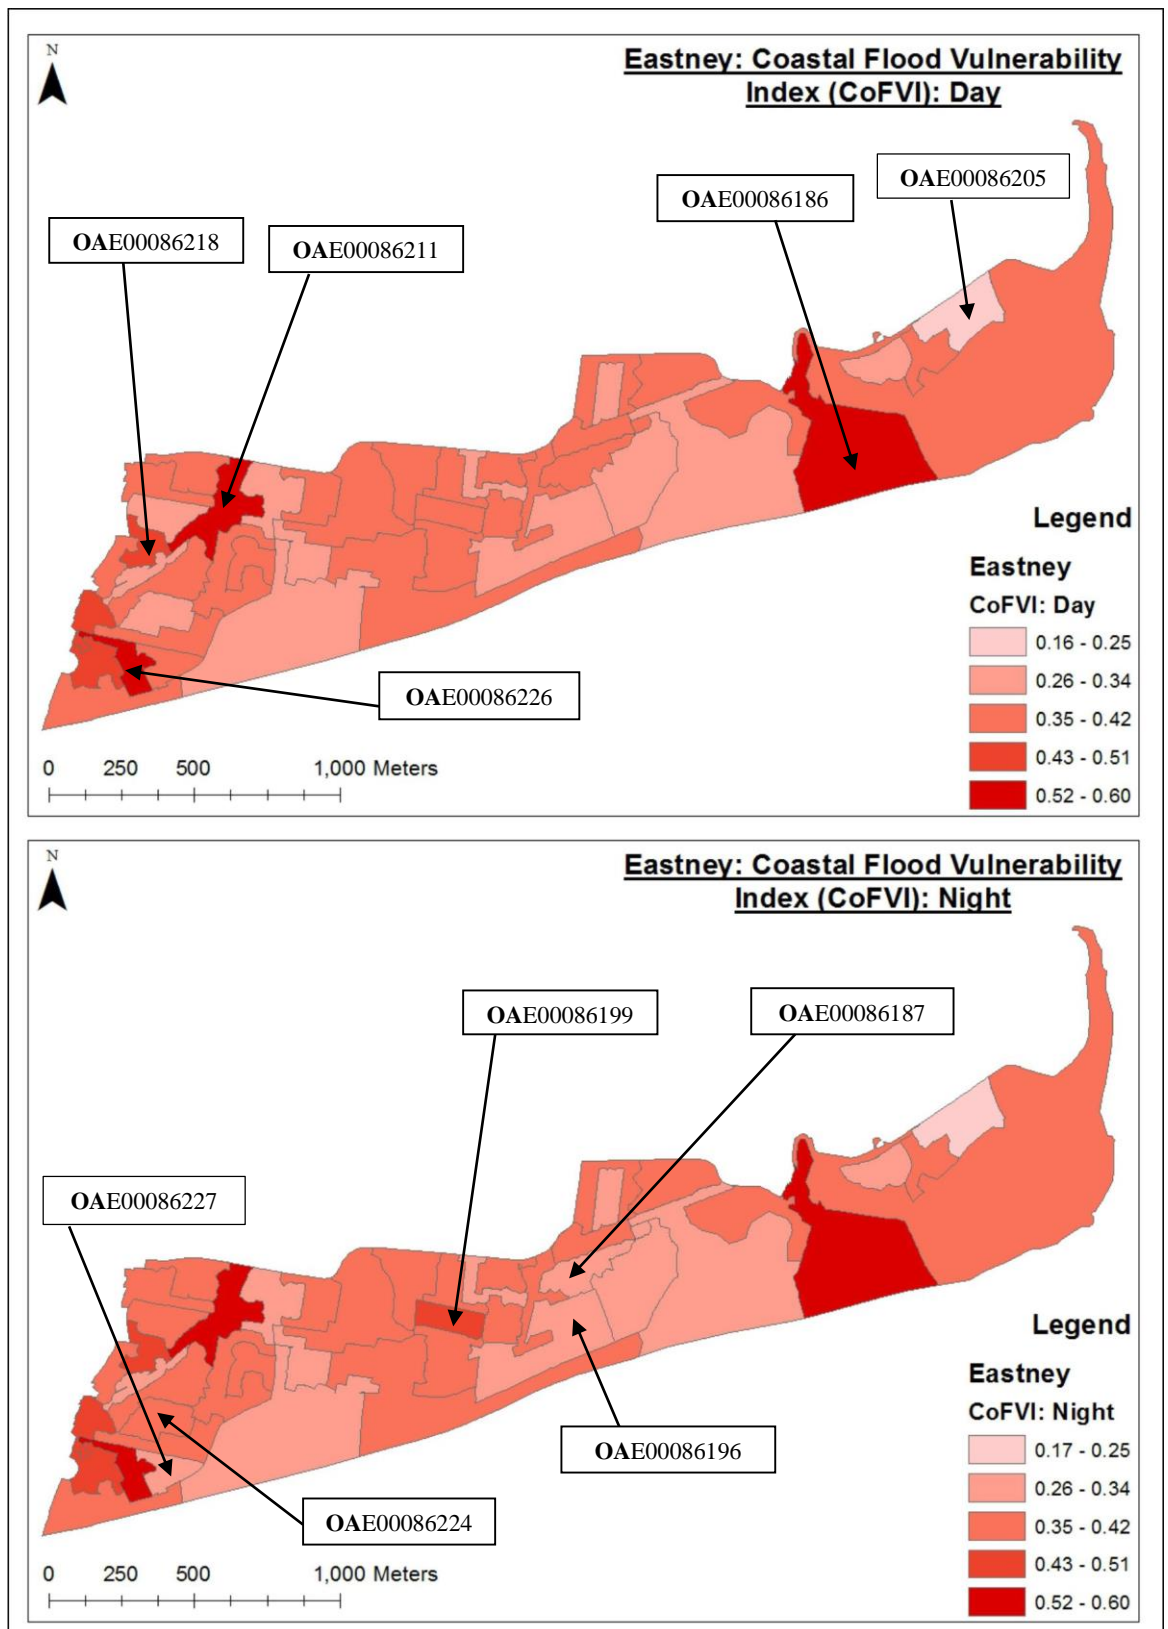 N
Eastney: Coastal Flood Vulnerability
Index (CoFVI): Day
OAE00086205
OAE00086186
OAE00086218
OAE00086211
Legend
Eastney
CoFVI: Day
0.16 - 0.25
0.26 - 0.34
0.35 - 0.42
0.43 - 0.51
0.52 - 0.60
OAE00086226
0 250 500 1,000 Meters
N
Eastney: Coastal Flood Vulnerability
Index (CoFVI): Night
OAE00086199
OAE00086187
OAE00086227
Legend
Eastney
CoFVI: Night
0.17 - 0.25
0.26 - 0.34
0.35 - 0.42
0.43 - 0.51
0.52 - 0.60
OAE00086196
OAE00086224
0 250 500 1,000 Meters